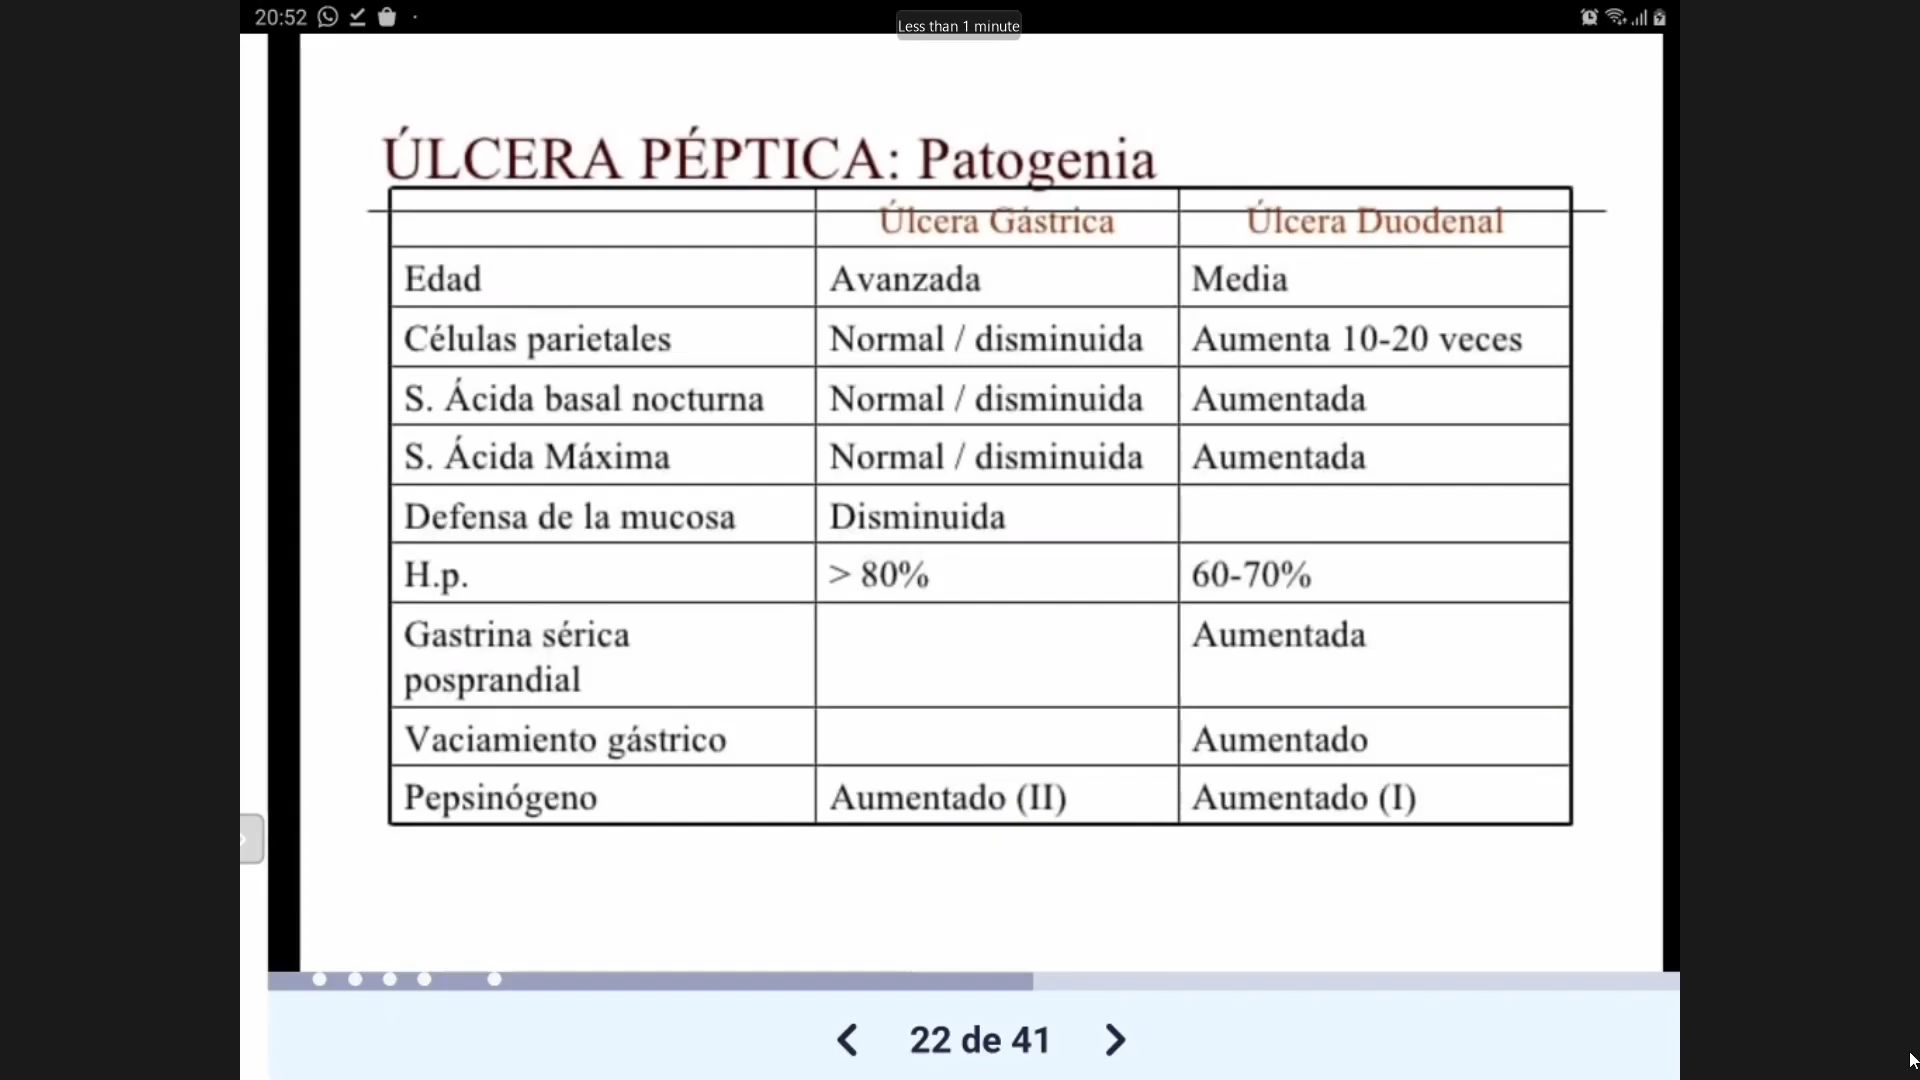 20:52
Less than 1 minute
ÚLCERA PÉPTICA: Patogenia
Úlcera Gástrica Úlcera Duodenal
Edad Avanzada Media
Células parietales Normal / disminuida Aumenta 10-20 veces
S. Ácida basal nocturna Normal / disminuida Aumentada
S. Ácida Máxima Normal / disminuida Aumentada
Defensa de la mucosa Disminuida
H.p. > 80% 60-70%
Gastrina sérica Aumentada
posprandial
Vaciamiento gástrico Aumentado
Pepsinógeno Aumentado (II) Aumentado (I)
22 de 41